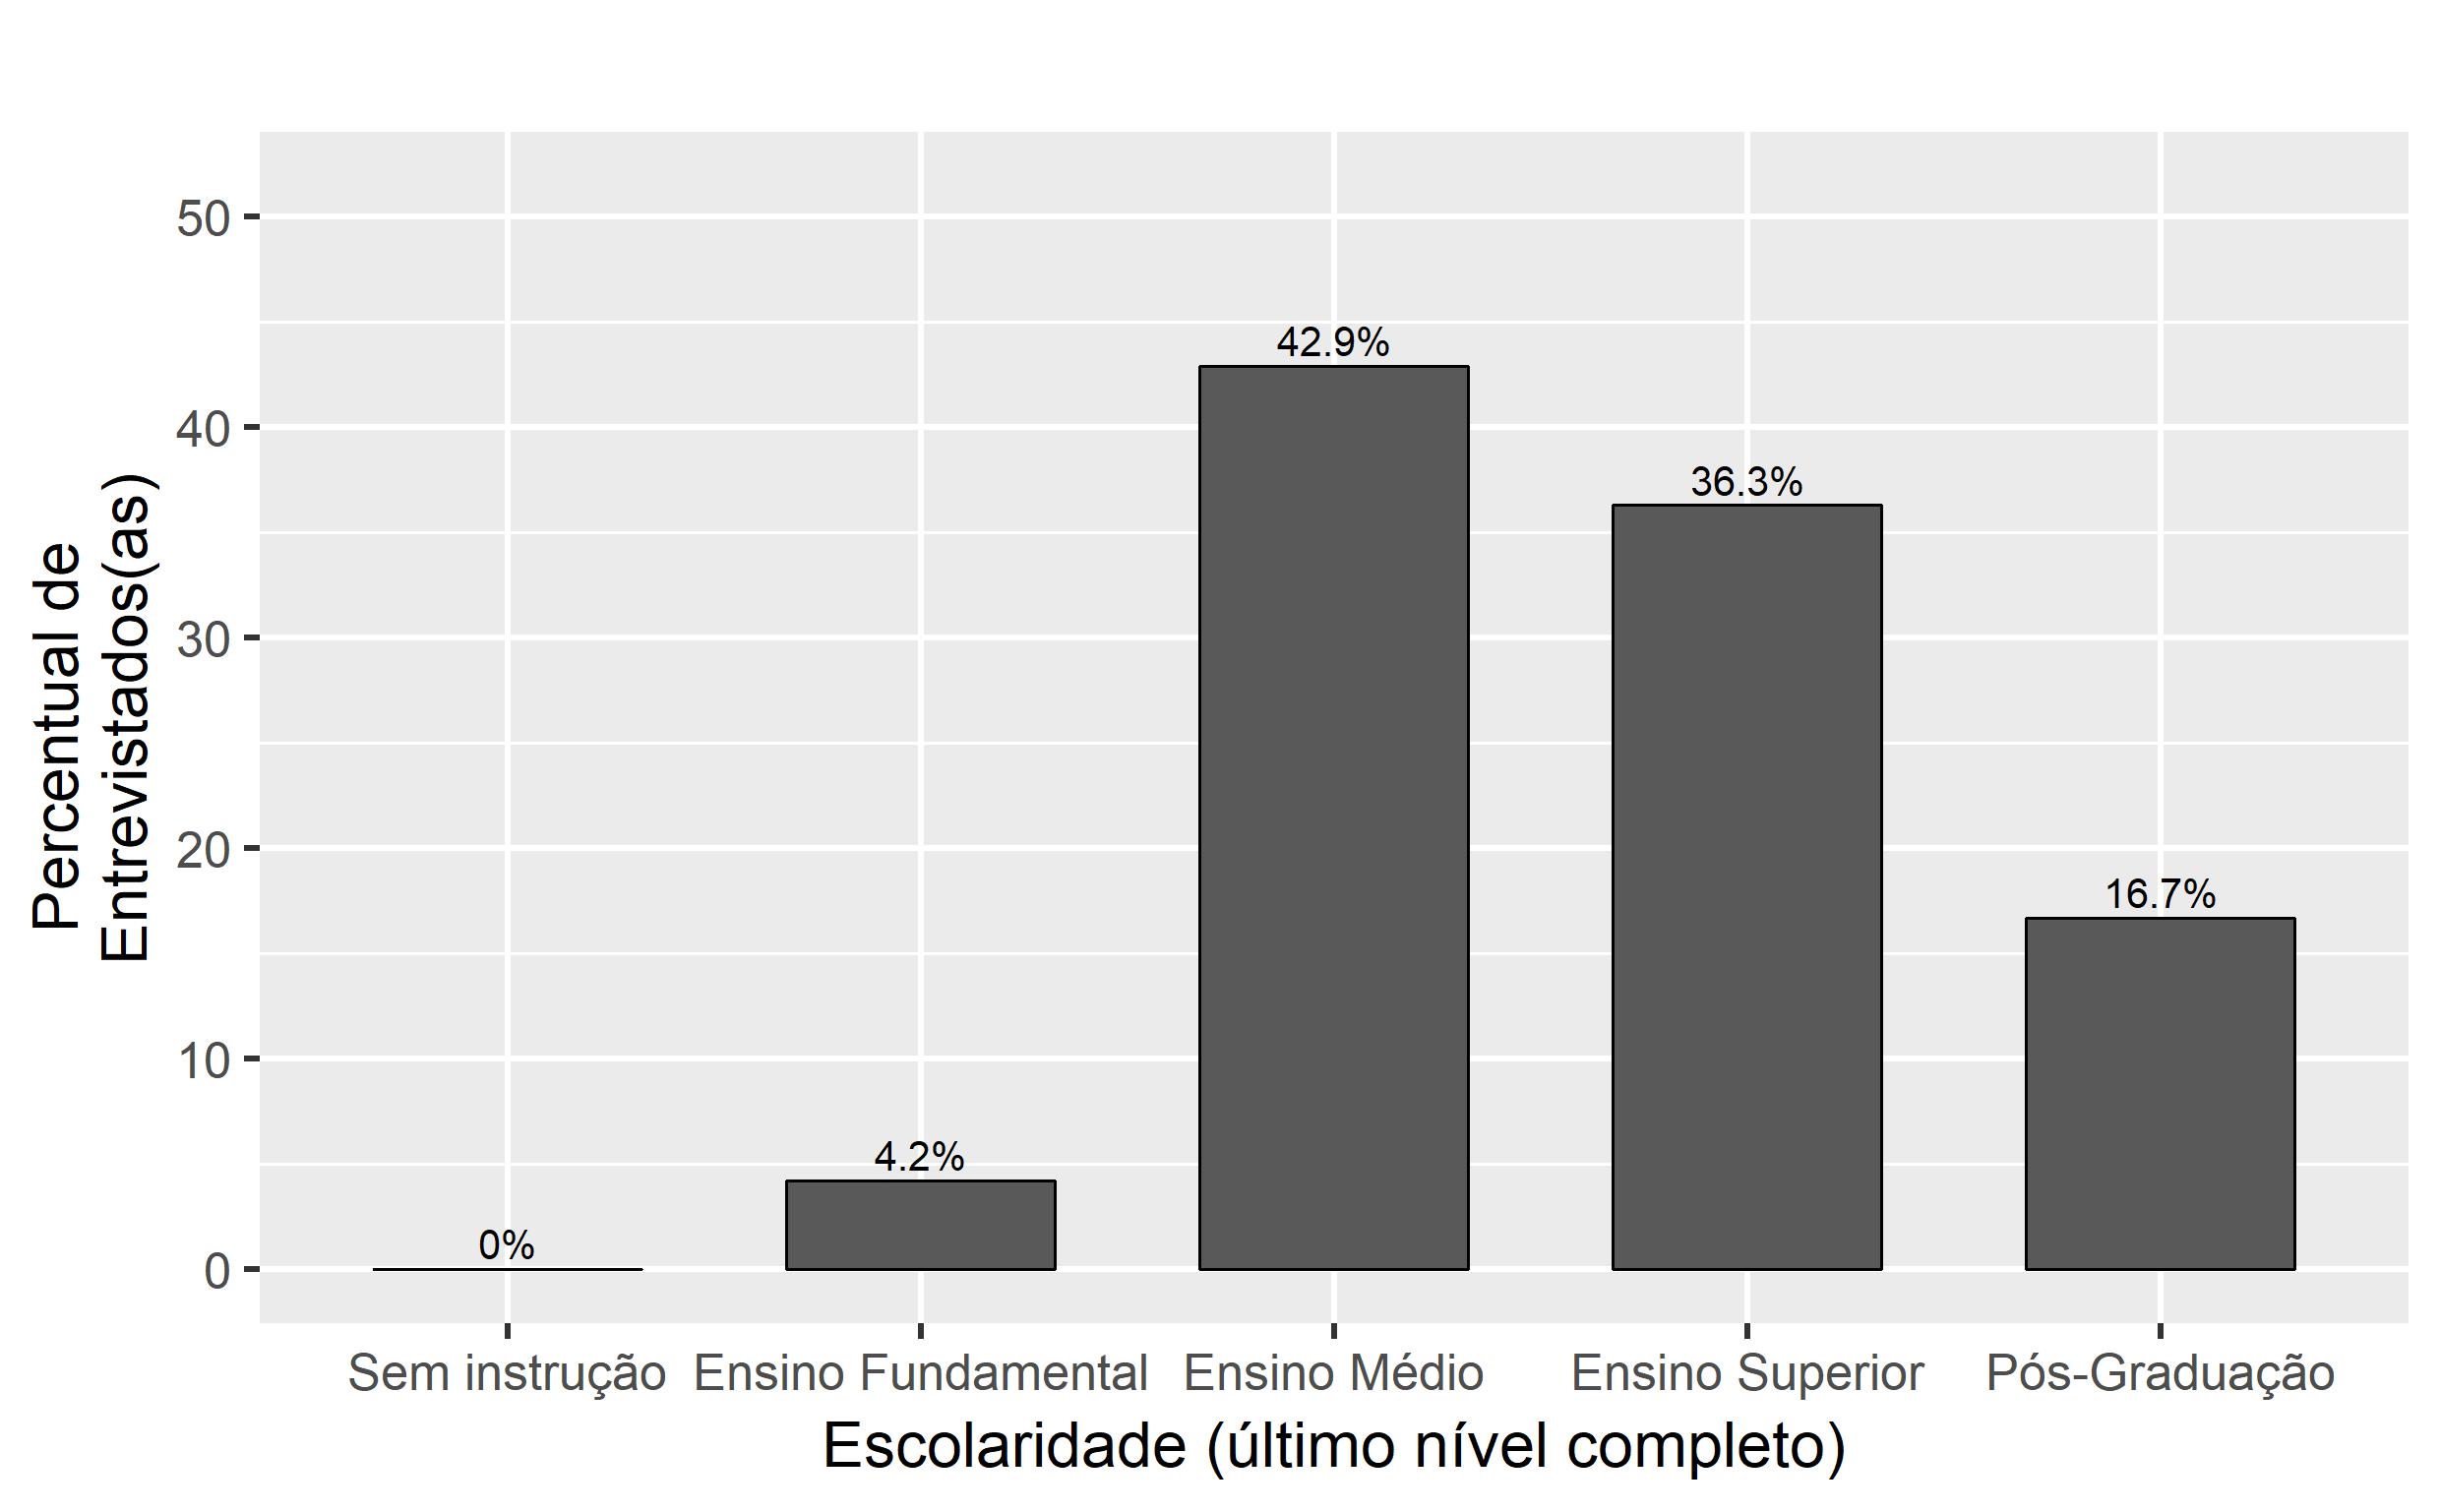 Percentual de
Entrevistados(as)
50
40
30
20
10
0
0%
4.2%
42.9%
36.3%
16.7%
Sem instrução
Ensino Fundamental
Ensino Médio
Ensino Superior
Pós-Graduação
Escolaridade (último nível completo)